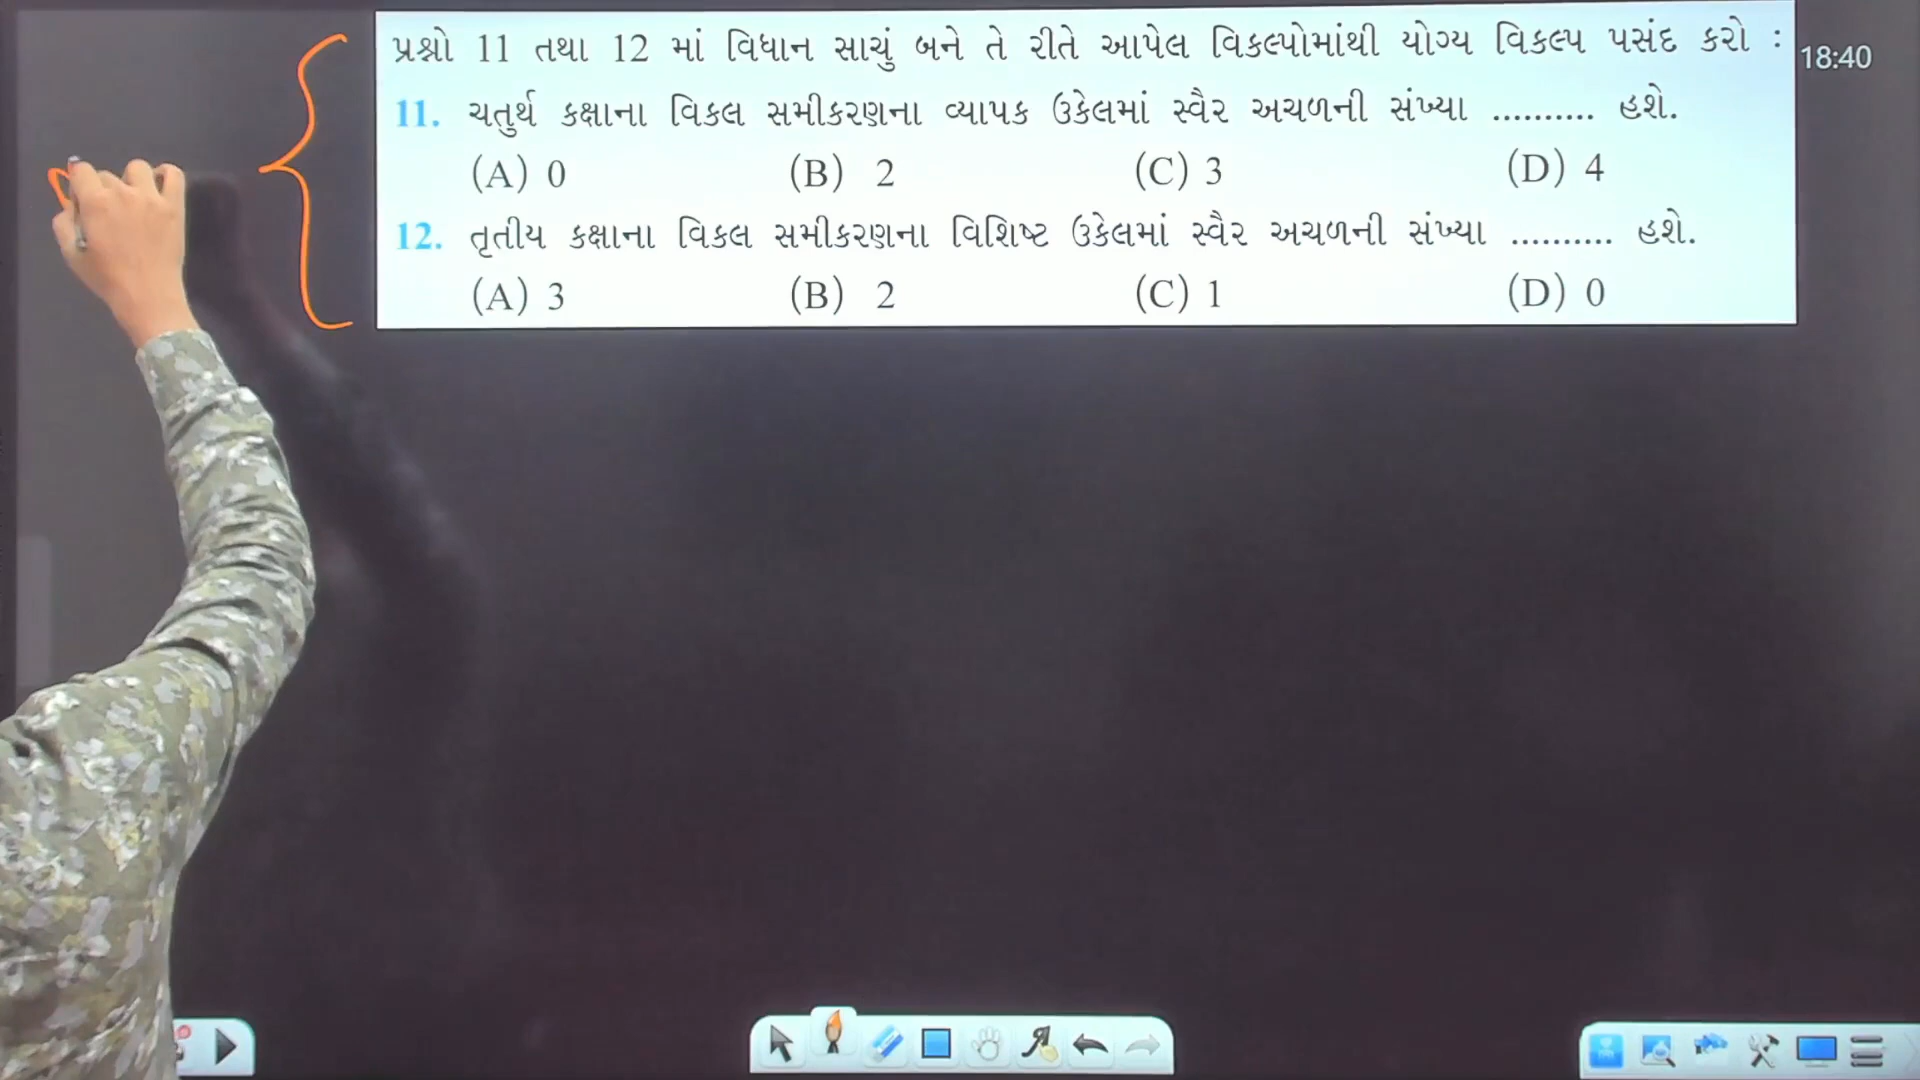 પ્રશ્નો 11 તથા 12 માં વિધાન સાચું બને તે રીતે આપેલ વિકલ્પોમાંથી યોગ્ય વિકલ્પ પસંદ કરો :
18:40
11. ચતુર્થ કક્ષાના વિકલ સમીકરણના વ્યાપક ઉકેલમાં સ્વૈર અચળની સંખ્યા .......... હશે.
(A) 0 (B) 2 (C) 3 (D) 4
12. તૃતીય કક્ષાના વિકલ સમીકરણના વિશિષ્ટ ઉકેલમાં સ્વૈર અચળની સંખ્યા .......... હશે.
(A) 3 (B) 2 (C) 1 (D) 0